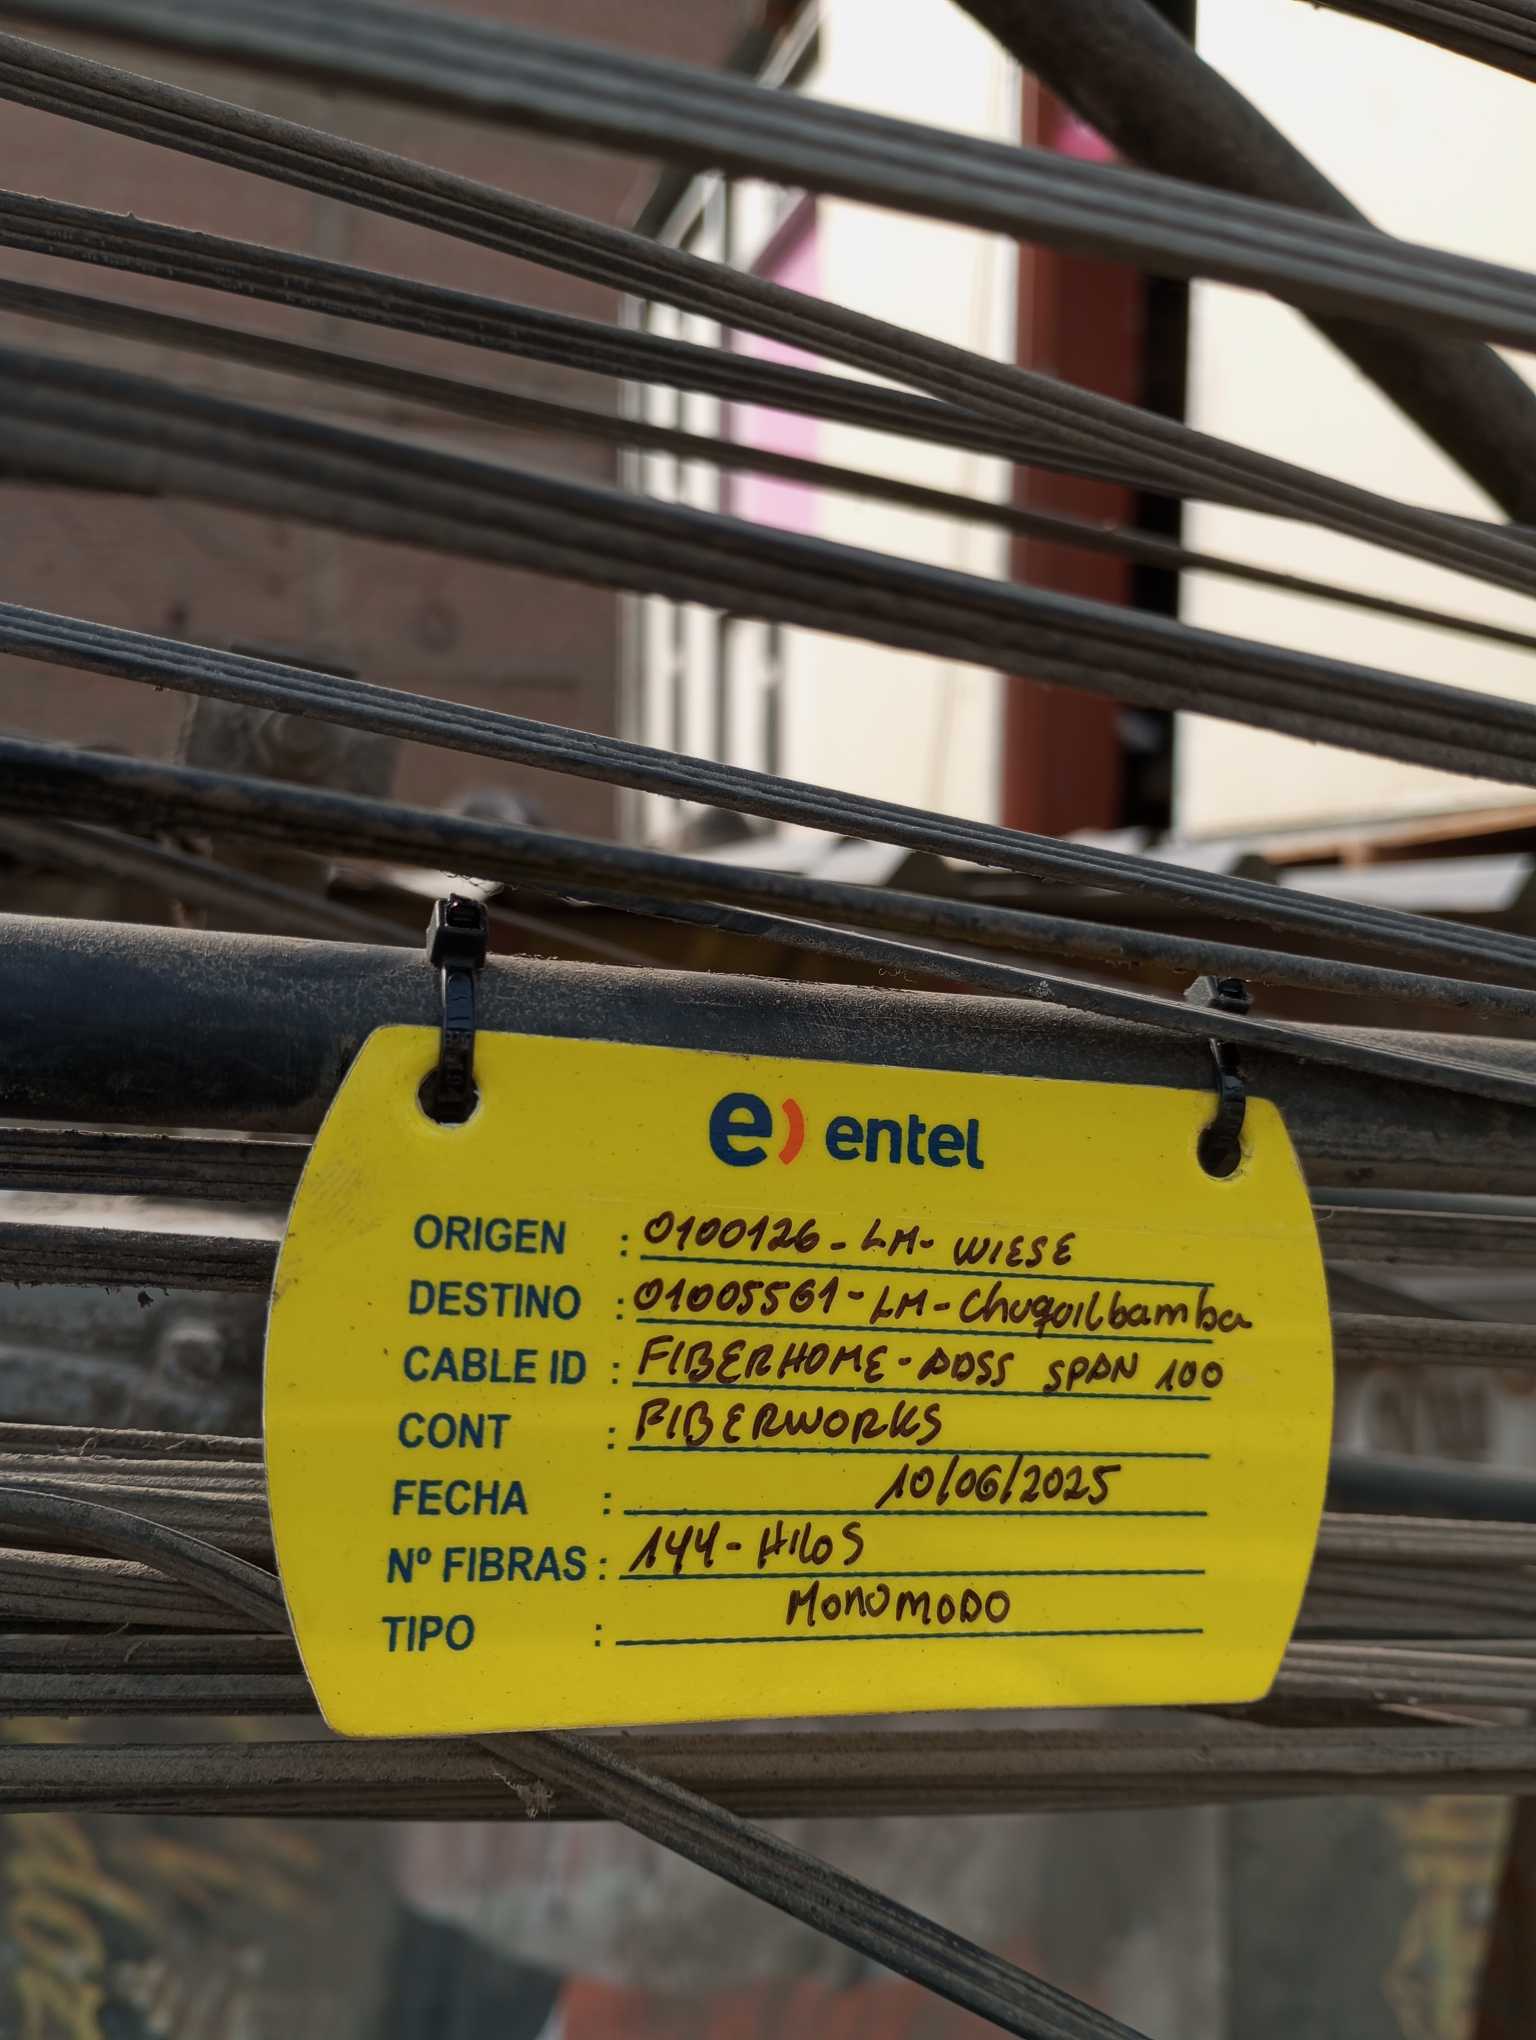 e) entel
ORIGEN : 0100126 - LM - WIESE
DESTINO : 01005561 - LM - Chuquilbamba
CABLE ID : FIBERHOME - ADSS SPAN 100
CONT : FIBERWORKS
FECHA : 10/06/2025
Nº FIBRAS : 144 - HilOS
TIPO : MONOMODO